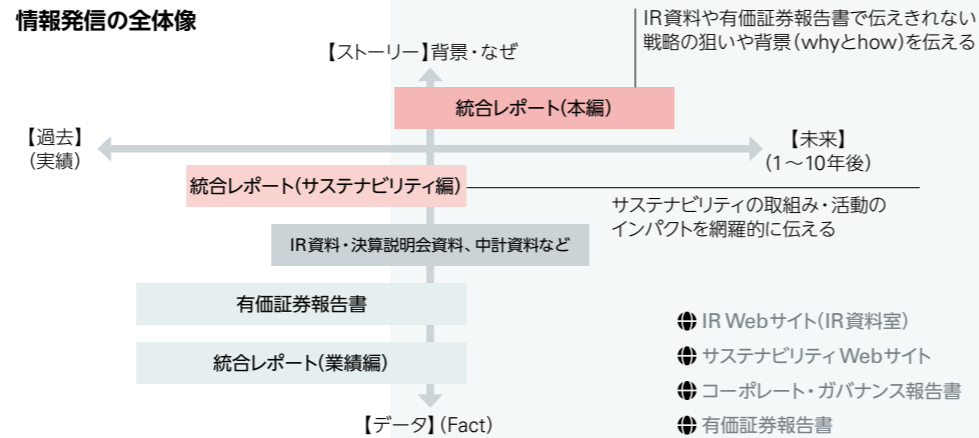 情報発信の全体像
IR資料や有価証券報告書で伝えきれない
戦略の狙いや背景(whyとhow)を伝える
【ストーリー】背景・なぜ
統合レポート(本編)
【過去】
(実績)
【未来】
(1〜10年後)
統合レポート(サステナビリティ編)
サステナビリティの取組み・活動の
インパクトを網羅的に伝える
IR資料・決算説明会資料、中計資料など
有価証券報告書
統合レポート(業績編)
【データ】(Fact)
IR Webサイト(IR資料室)
サステナビリティ Webサイト
コーポレート・ガバナンス報告書
有価証券報告書